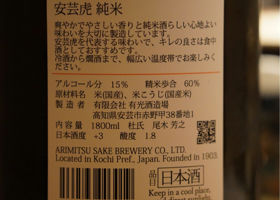 安芸虎 純米
爽やかでやさしい香りと純米酒らしい心地よい
味わいを大切に製造しています。
安芸虎を代表する味わいで、キレの良さは食中
酒としておすすめです。
冷酒から燗酒まで、幅広い温度帯でお楽しみく
ださい。
アルコール分 15% 精米歩合 60%
原材料名 米(国産)、米こうじ(国産米)
製造者 有限会社 有光酒造場
高知県安芸市赤野甲38番地1
内容量 1800ml 杜氏 尾木 芳之
日本酒度 +3 酸度 1.8
ARIMITSU SAKE BREWERY CO., LTD.
Located in Kochi Pref., Japan. Founded in 1903.
品目 日本酒
Keep in a cool place,